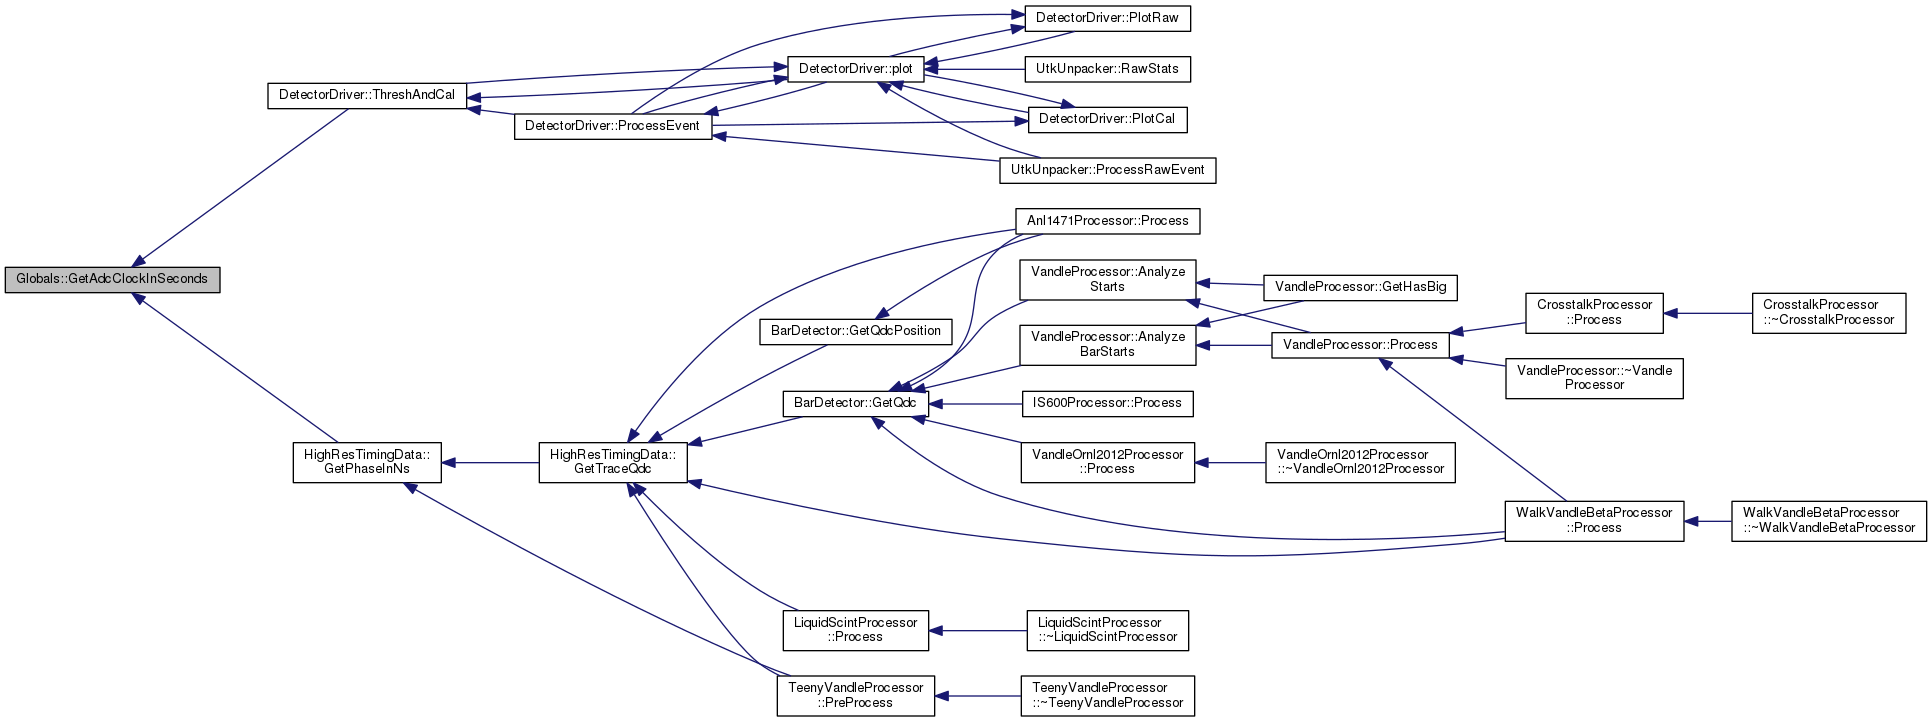 DetectorDriver::PlotRaw
DetectorDriver::plot
UtkUnpacker::RawStats
DetectorDriver::ThreshAndCal
DetectorDriver::ProcessEvent
DetectorDriver::PlotCal
UtkUnpacker::ProcessRawEvent
Anl1471Processor::Process
Globals::GetAdcClockInSeconds
VandleProcessor::Analyze
Starts
VandleProcessor::GetHasBig
CrosstalkProcessor
::Process
CrosstalkProcessor
::~CrosstalkProcessor
BarDetector::GetQdcPosition
VandleProcessor::Analyze
BarStarts
VandleProcessor::Process
VandleProcessor::~Vandle
Processor
BarDetector::GetQdc
IS600Processor::Process
HighResTimingData::
GetPhaseInNs
HighResTimingData::
GetTraceQdc
VandleOrnl2012Processor
::Process
VandleOrnl2012Processor
::~VandleOrnl2012Processor
WalkVandleBetaProcessor
::Process
WalkVandleBetaProcessor
::~WalkVandleBetaProcessor
LiquidScintProcessor
::Process
LiquidScintProcessor
::~LiquidScintProcessor
TeenyVandleProcessor
::PreProcess
TeenyVandleProcessor
::~TeenyVandleProcessor